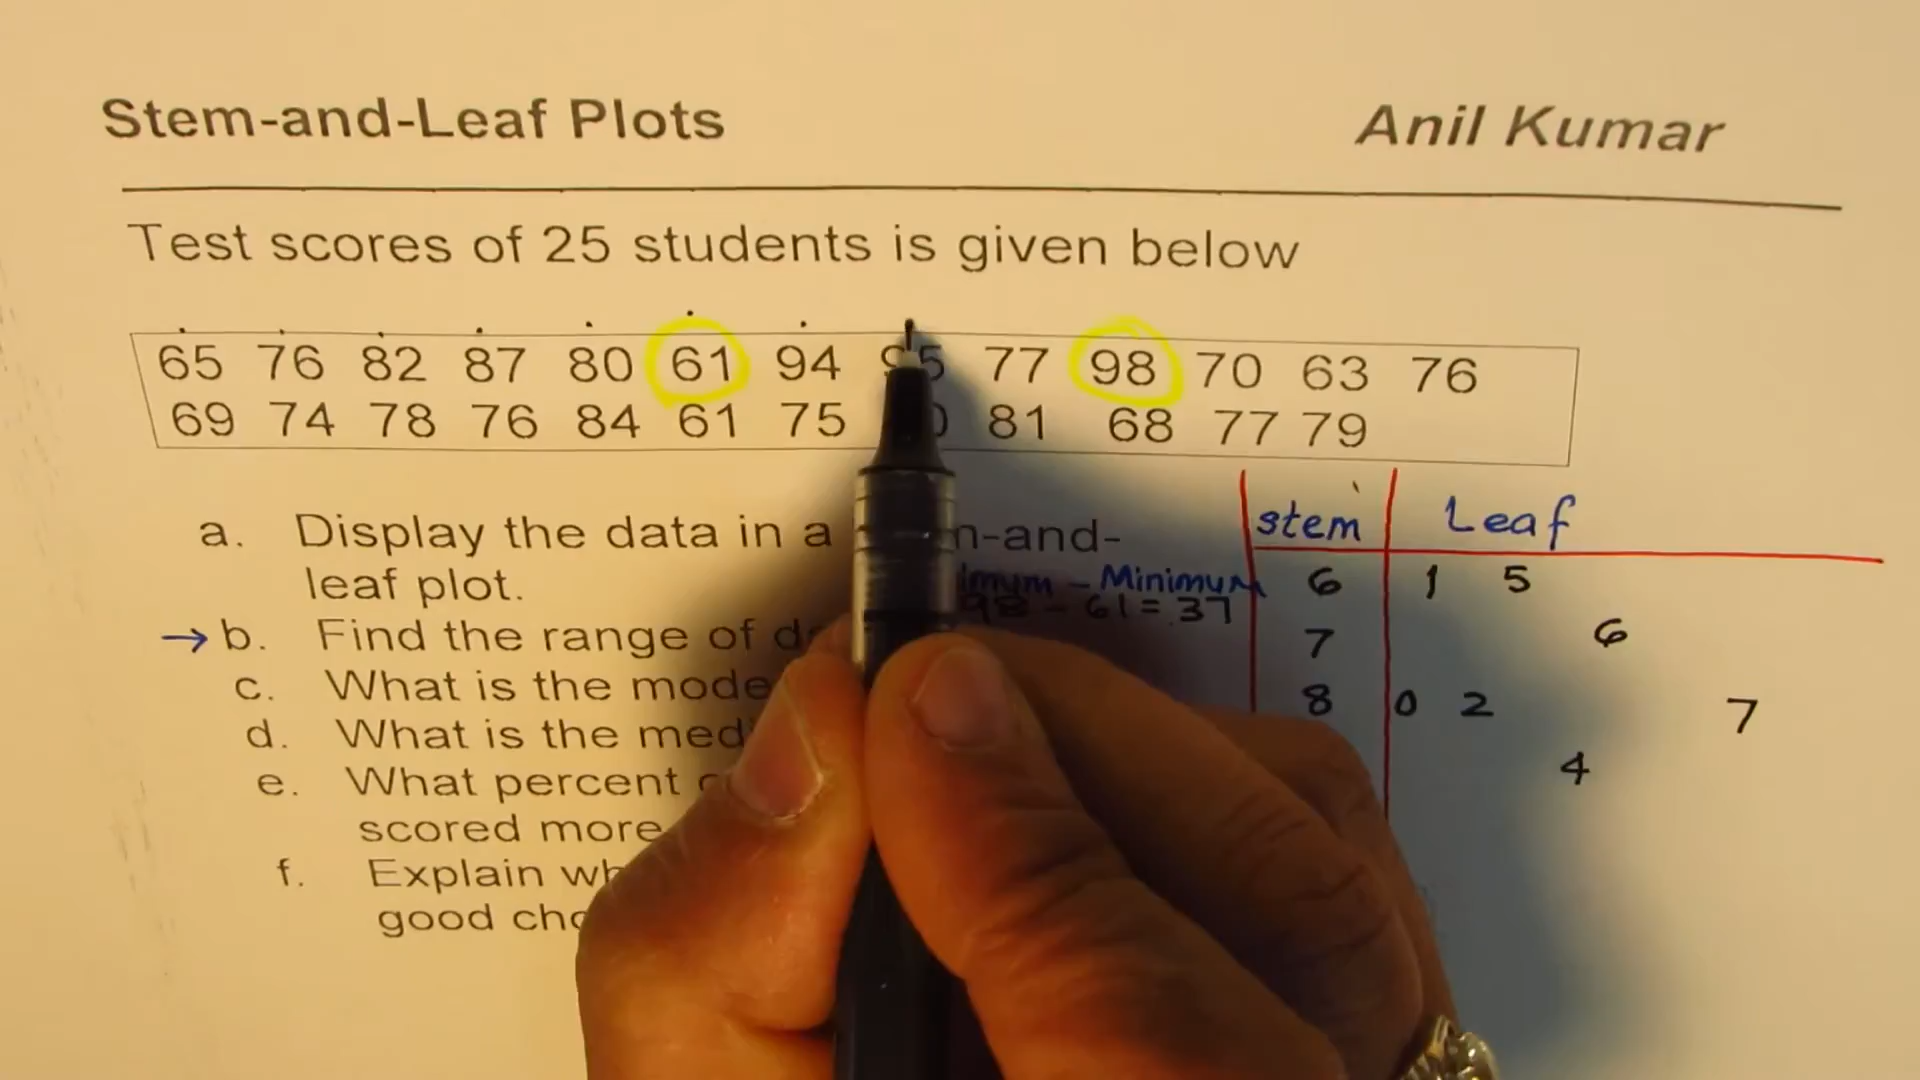 Stem-and-Leaf Plots Anil Kumar
Test scores of 25 students is given below
65 76 82 87 80 61 94 77 98 70 63 76
69 74 78 76 84 61 75 81 68 77 79
stem Leaf
a. Display the data in a n-and-
leaf plot.
imum - Minimum
98 - 61 = 37
→ b. Find the range of d
c. What is the mode
d. What is the med
e. What percent
scored more
f. Explain wh
good cho
6 1 5
7 6
8 0 2 7
4